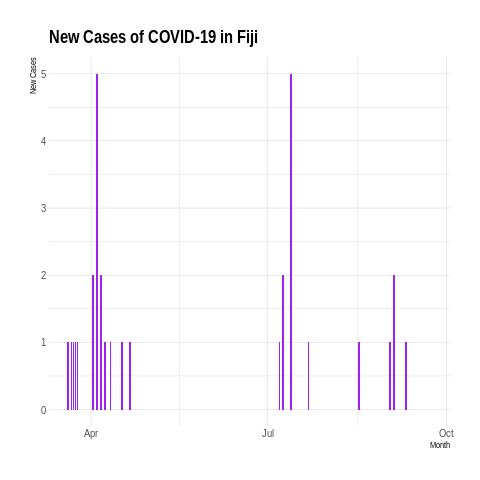 New Cases of COVID-19 in Fiji
New Cases
5
4
3
2
1
0
Apr
Jul
Oct
Month